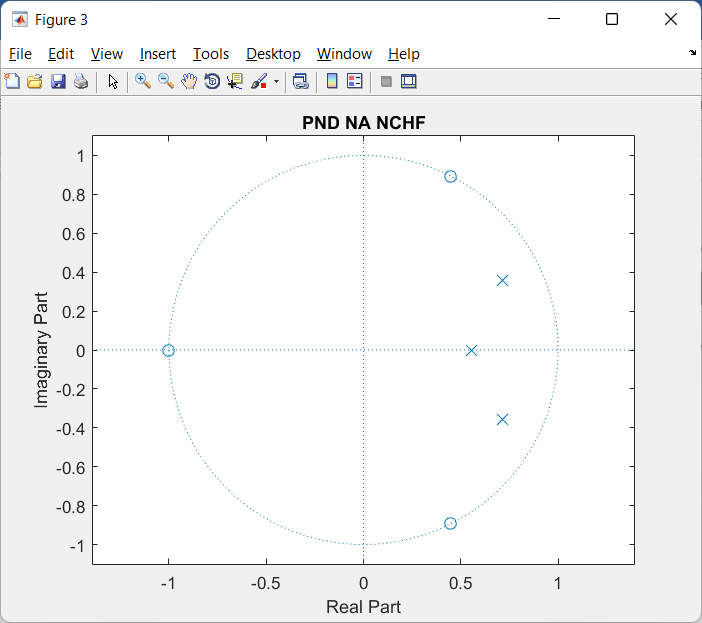 Figure 3
File Edit View Insert Tools Desktop Window Help
PND NA NCHF
1
0.8
0.6
0.4
0.2
0
-0.2
-0.4
-0.6
-0.8
-1
Imaginary Part
-1 -0.5 0 0.5 1
Real Part